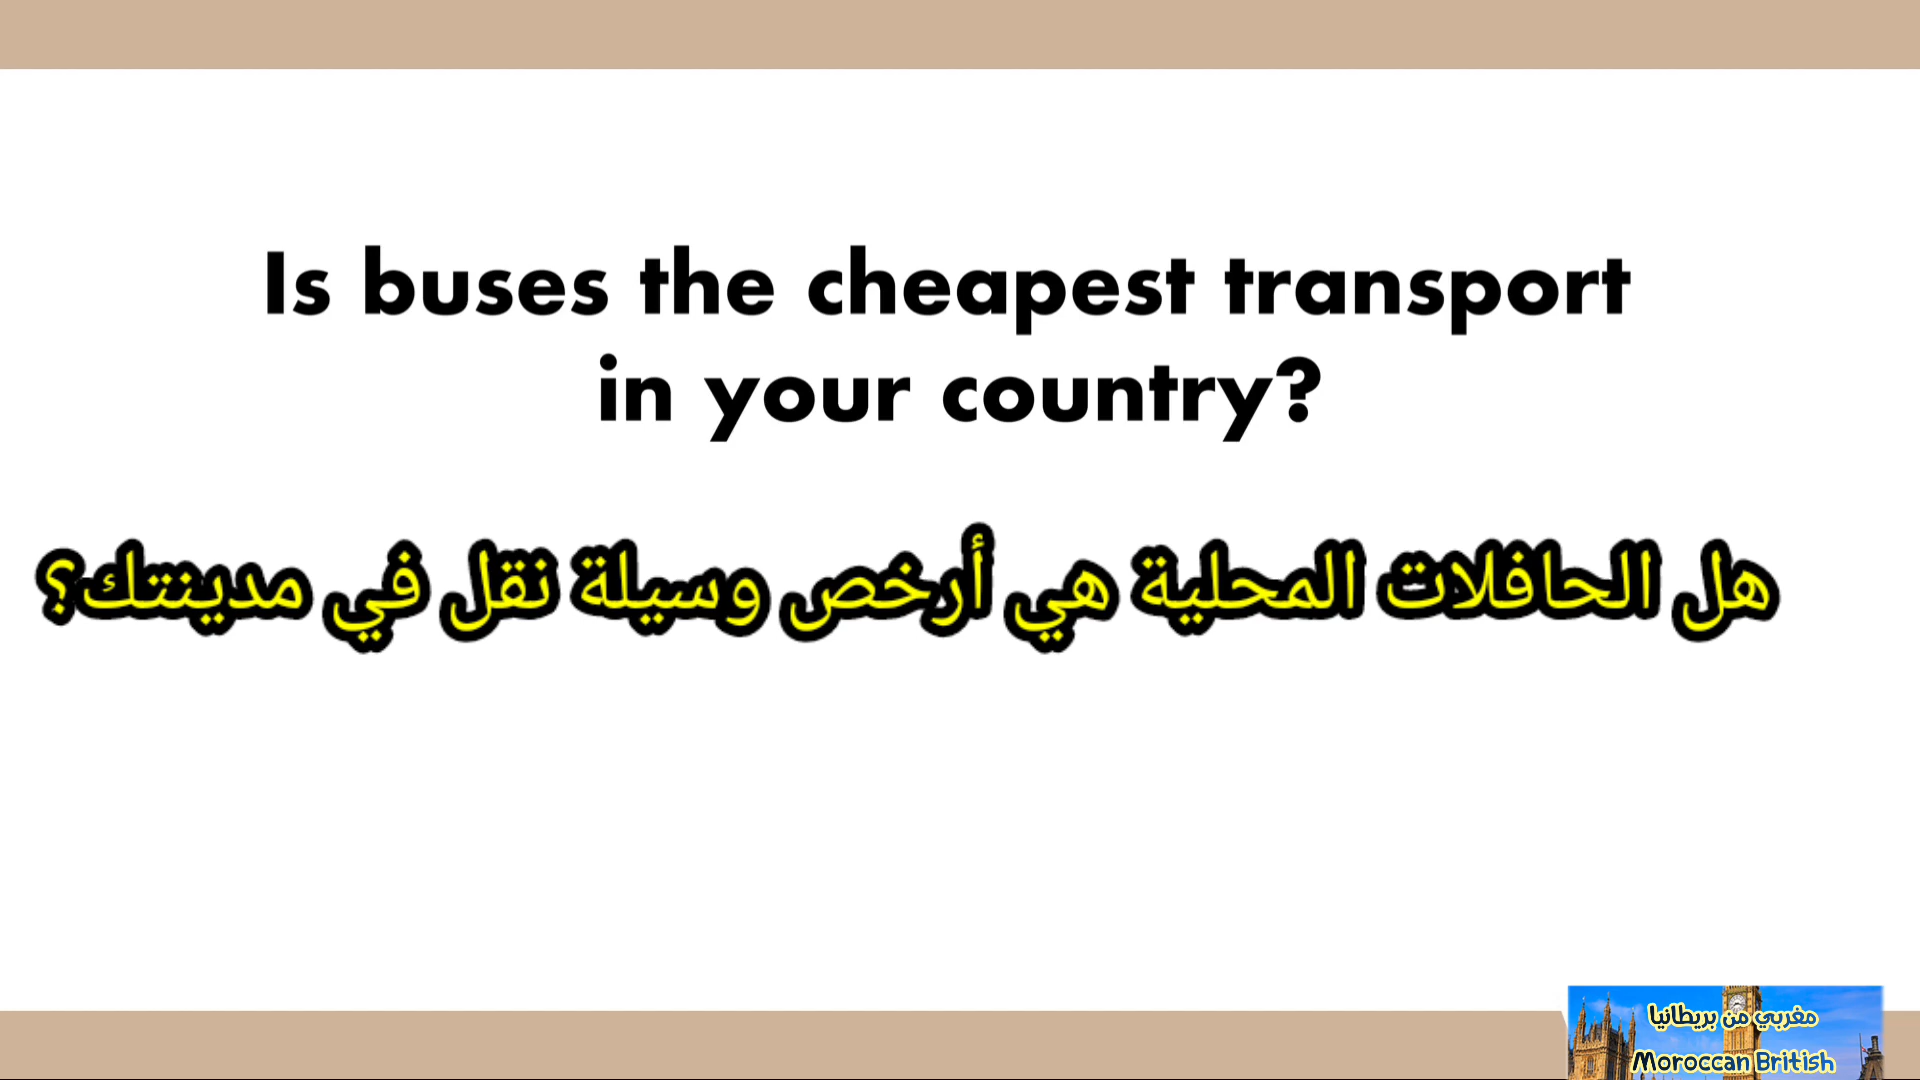 Is buses the cheapest transport
in your country?
هل الحافلات المحلية هي أرخص وسيلة نقل في مدينتك؟
مغربي من بريطانيا
Moroccan British